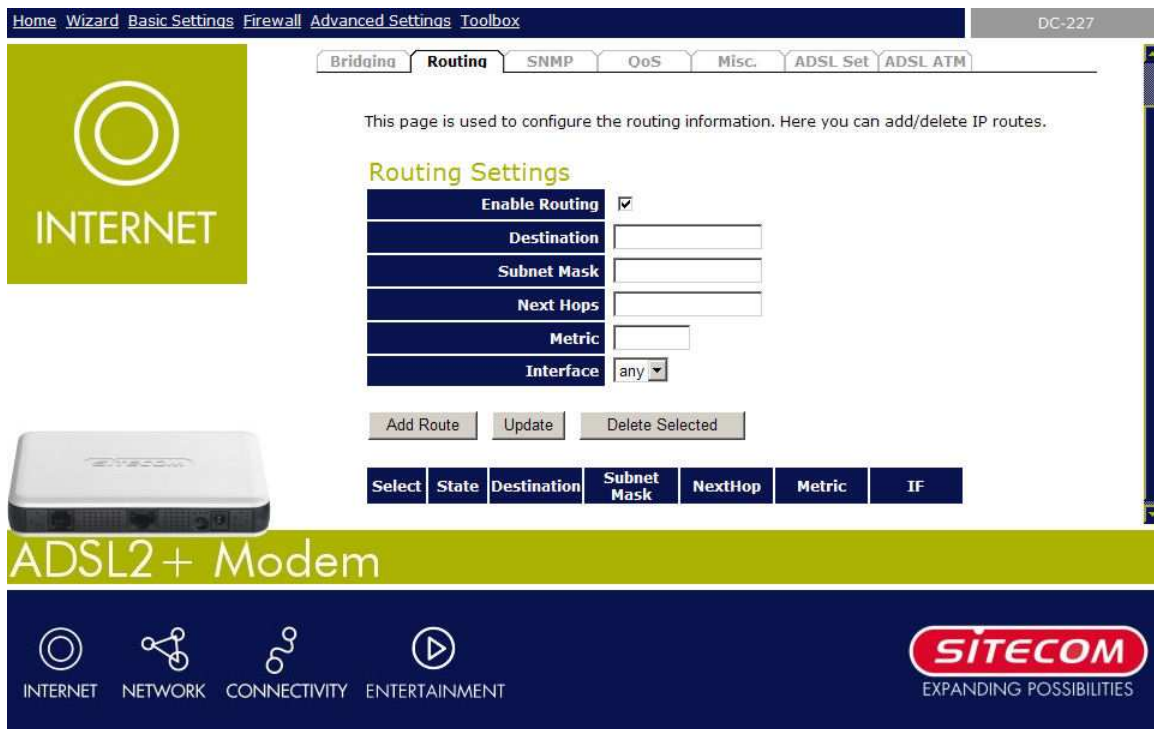 Home Wizard Basic Settings Firewall Advanced Settings Toolbox
DC-227
Bridging Routing SNMP QoS Misc. ADSL Set ADSL ATM
INTERNET
This page is used to configure the routing information. Here you can add/delete IP routes.
Routing Settings
Enable Routing
Destination
Subnet Mask
Next Hops
Metric
Interface any
Add Route Update Delete Selected
Select State Destination Subnet Mask NextHop Metric IF
SITECOM
ADSL2+ Modem
INTERNET NETWORK CONNECTIVITY ENTERTAINMENT
SITECOM
EXPANDING POSSIBILITIES